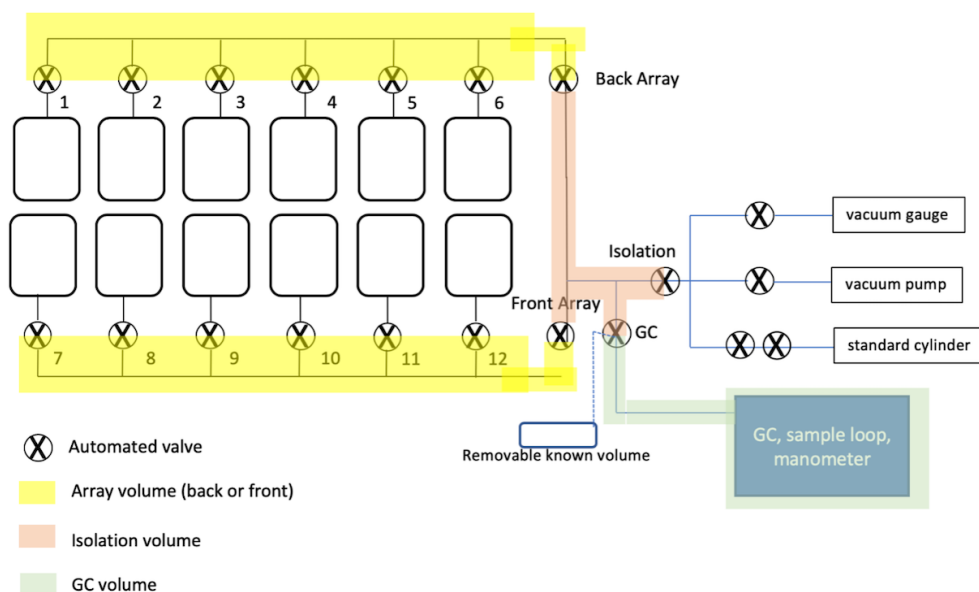 Back Array
1 2 3 4 5 6
vacuum gauge
Isolation
vacuum pump
Front Array
GC
standard cylinder
7 8 9 10 11 12
GC, sample loop,
manometer
Removable known volume
Automated valve
Array volume (back or front)
Isolation volume
GC volume